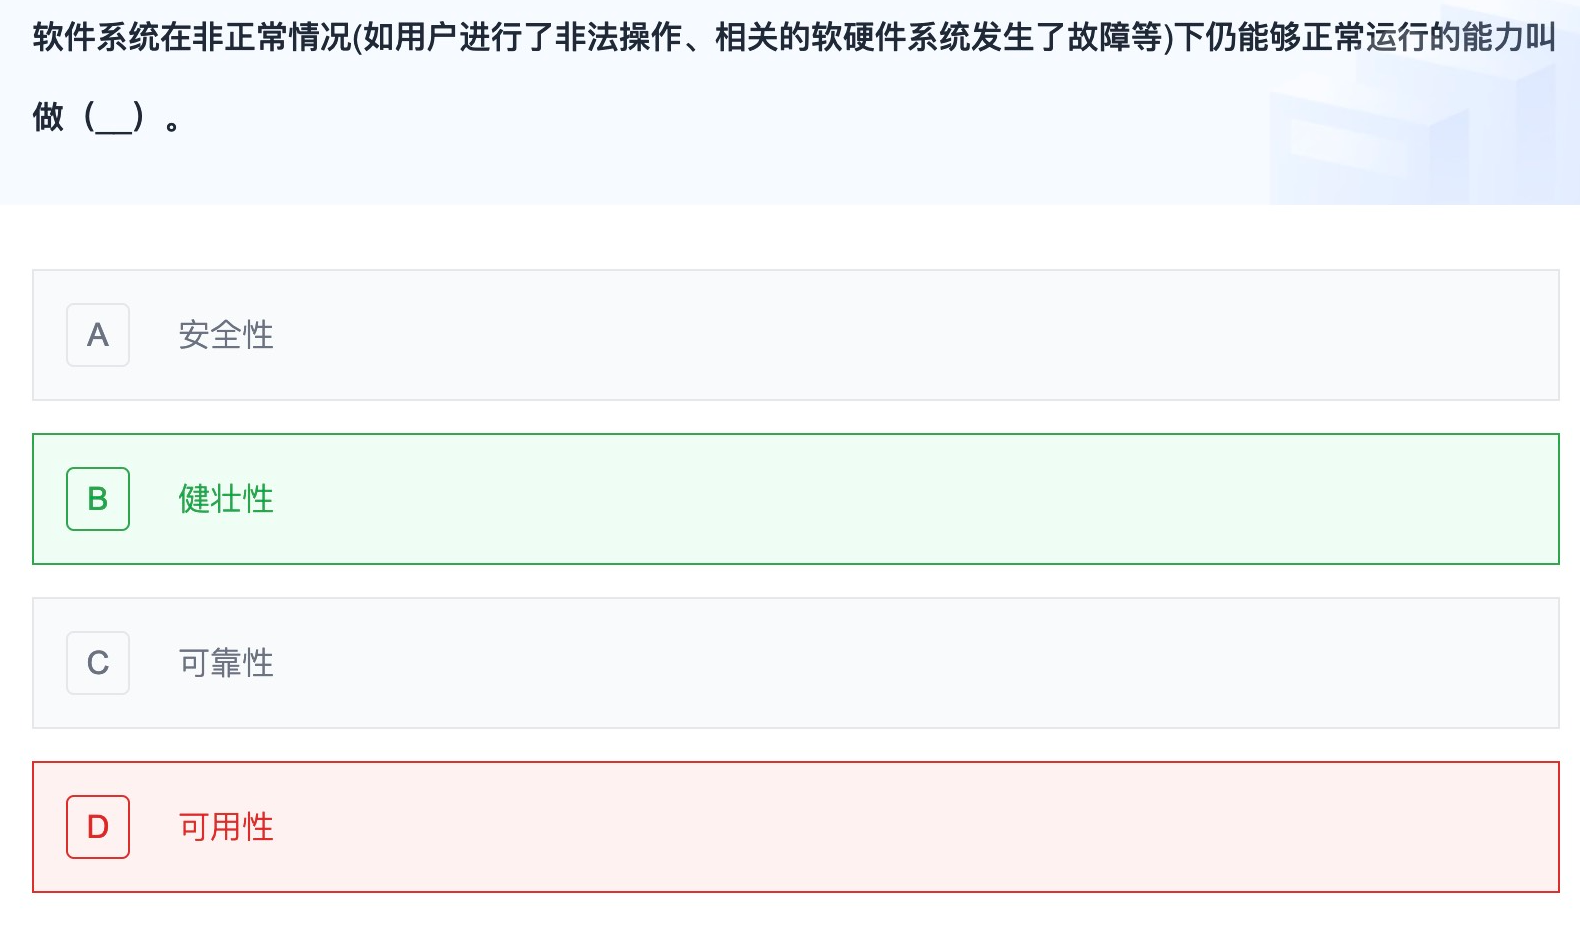 软件系统在非正常情况(如用户进行了非法操作、相关的软硬件系统发生了故障等)下仍能够正常运行的能力叫
做（__）。
A 安全性
B 健壮性
C 可靠性
D 可用性